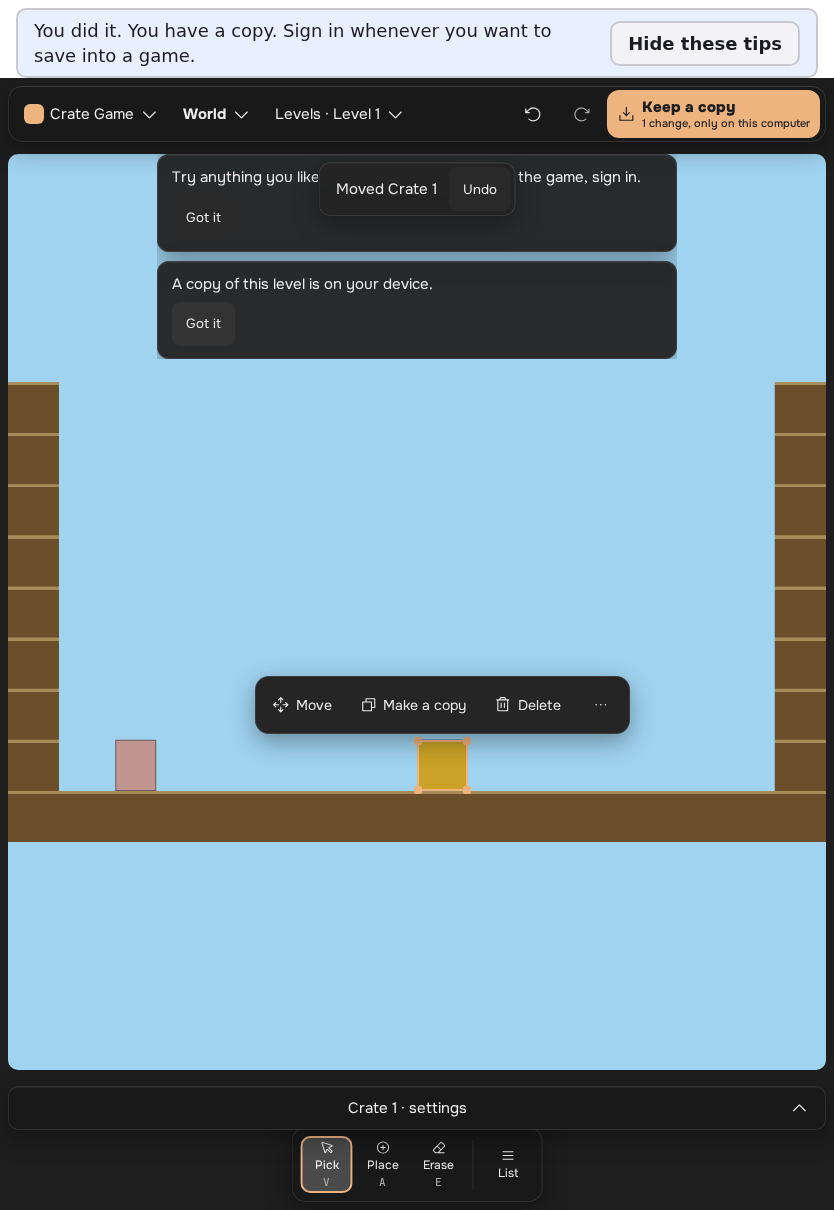 You did it. You have a copy. Sign in whenever you want to
save into a game.
Hide these tips
Crate Game
World
Levels · Level 1
Keep a copy
1 change, only on this computer
Try anything you like
the game, sign in.
Moved Crate 1
Undo
Got it
A copy of this level is on your device.
Got it
Move
Make a copy
Delete
···
Crate 1 · settings
Pick
Place
Erase
List
V
A
E